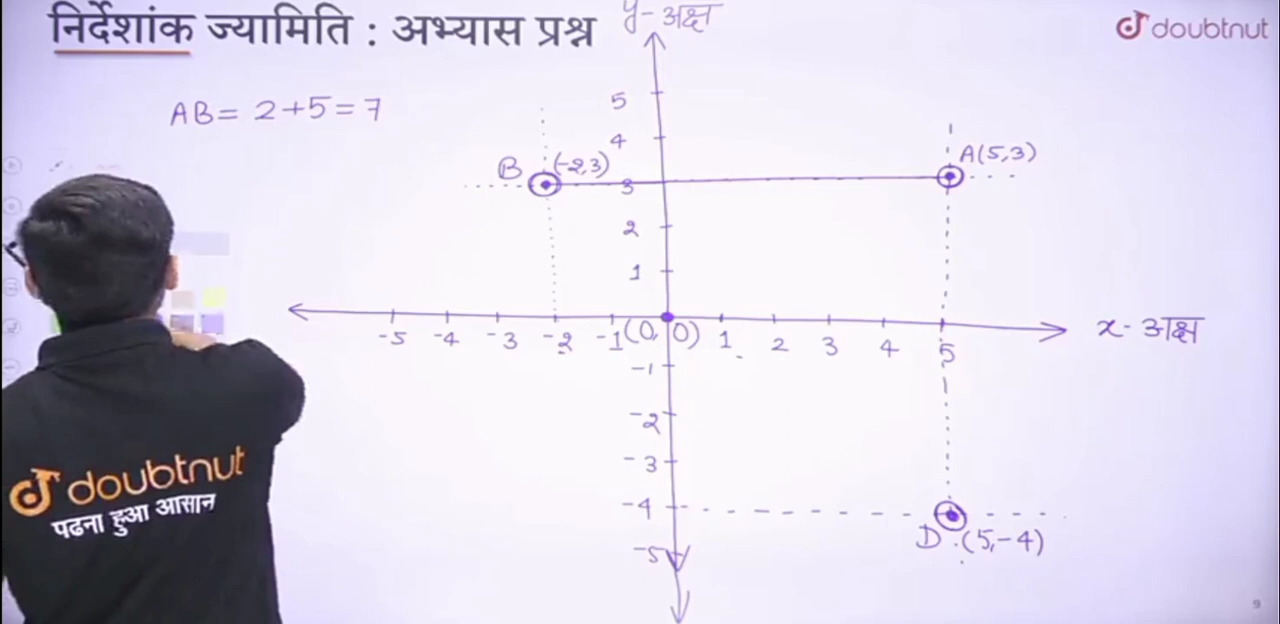 निर्देशांक ज्यामिति : अभ्यास प्रश्न
y-अक्ष
doubtnut
AB = 2+5 = 7
5
4
B (-2,3)
A(5,3)
3
2
1
-5 -4 -3 -2 -1 (0,0) 1 2 3 4 5
x-अक्ष
-1
-2
-3
-4
D (5,-4)
-5
doubtnut
पढना हुआ आसान
9